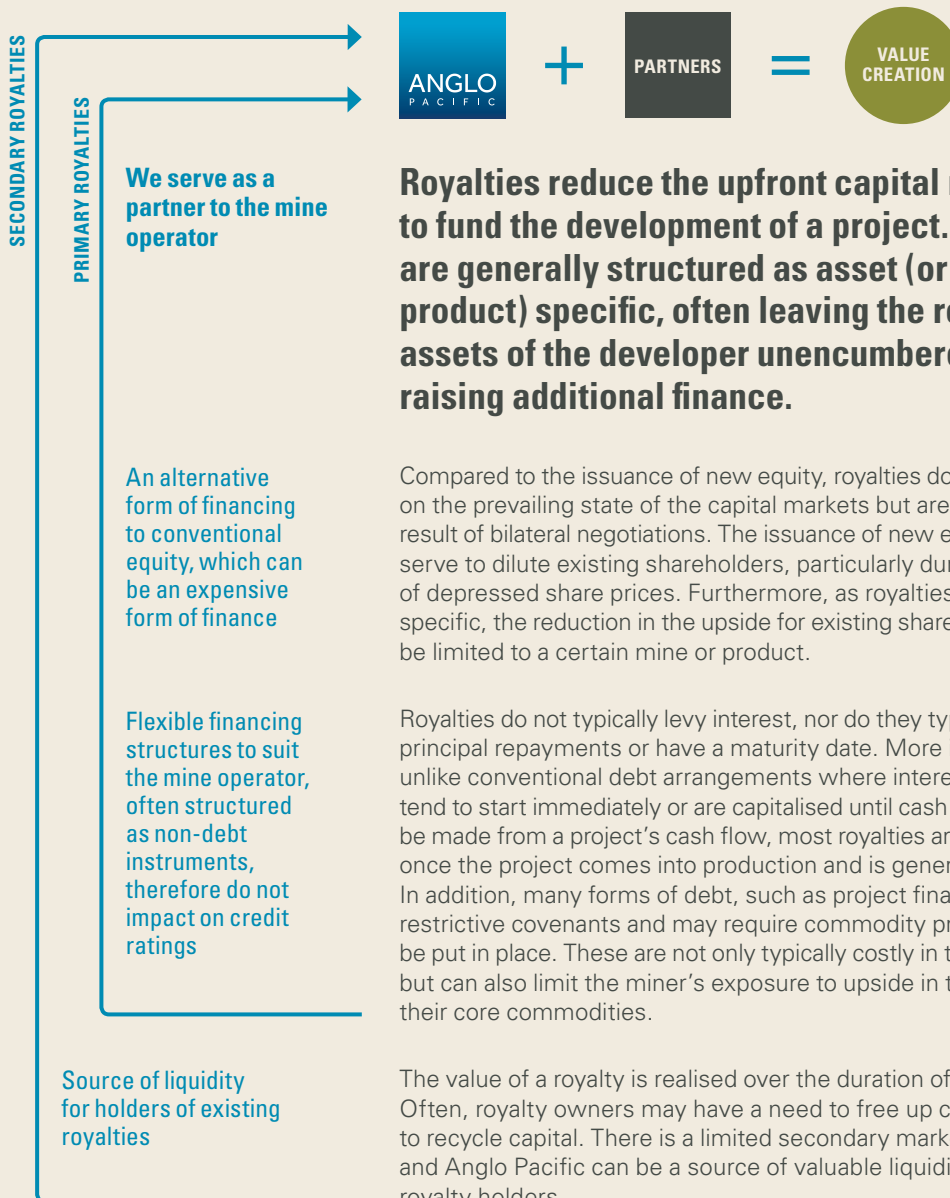 SECONDARY ROYALTIES
PRIMARY ROYALTIES
ANGLO
PACIFIC
+
PARTNERS
=
VALUE
CREATION
We serve as a
partner to the mine
operator
Royalties reduce the upfront capital
to fund the development of a project.
are generally structured as asset (or
product) specific, often leaving the
assets of the developer
raising additional finance.
An alternative
form of financing
to conventional
equity, which can
be an expensive
form of finance
Compared to the issuance of new equity, royalties do
on the prevailing state of the capital markets but are
result of bilateral negotiations. The issuance of new
serve to dilute existing shareholders, particularly
of depressed share prices. Furthermore, as royalties
specific, the reduction in the upside for existing
be limited to a certain mine or product.
Flexible financing
structures to suit
the mine operator,
often structured
as non-debt
instruments,
therefore do not
impact on credit
ratings
Royalties do not typically levy interest, nor do they
principal repayments or have a maturity date. More
unlike conventional debt arrangements where
tend to start immediately or are capitalised until cash
be made from a project's cash flow, most royalties
once the project comes into production and is
In addition, many forms of debt, such as project
restrictive covenants and may require commodity
be put in place. These are not only typically costly in
but can also limit the miner's exposure to upside in
their core commodities.
Source of liquidity
for holders of existing
royalties
The value of a royalty is realised over the duration of
Often, royalty owners may have a need to free up
to recycle capital. There is a limited secondary
and Anglo Pacific can be a source of valuable
royalty holders